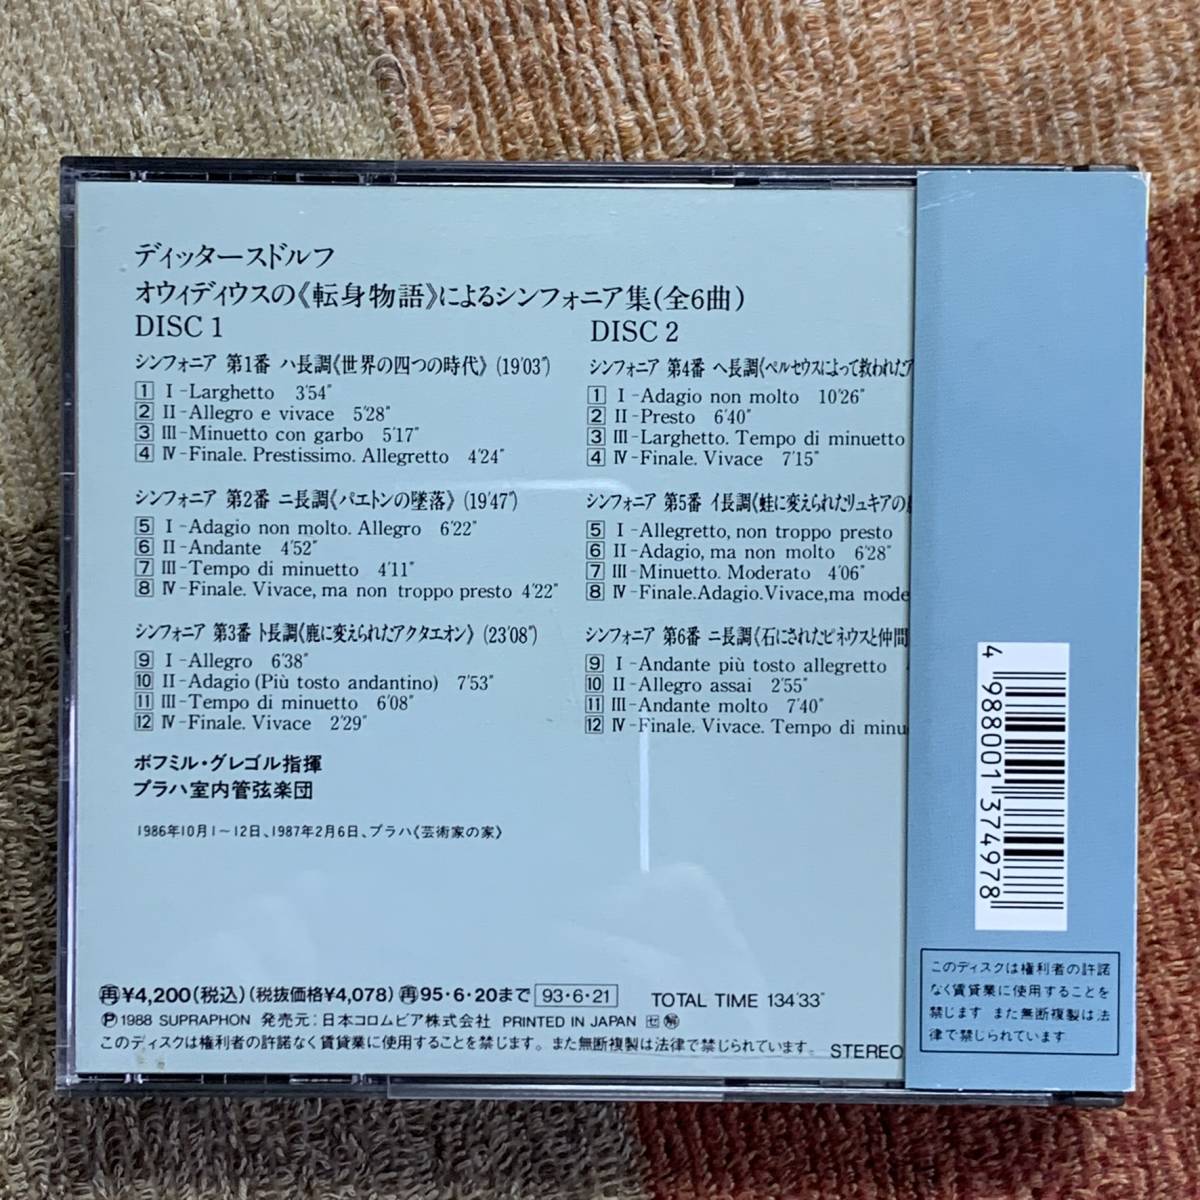 ディッタースドルフ
オウィディウスの《転身物語》によるシンフォニア集(全6曲)
DISC 1
シンフォニア 第1番 ハ長調《世界の四つの時代》 (19′03″)
1 I-Larghetto 3′54″
2 II-Allegro e vivace 5′28″
3 III-Minuetto con garbo 5′17″
4 IV-Finale. Prestissimo. Allegretto 4′24″
シンフォニア 第2番 ニ長調《パエトンの墜落》 (19′47″)
5 I-Adagio non molto. Allegro 6′22″
6 II-Andante 4′52″
7 III-Tempo di minuetto 4′11″
8 IV-Finale. Vivace, ma non troppo presto 4′22″
シンフォニア 第3番 ト長調《鹿に変えられたアクタエオン》 (23′08″)
9 I-Allegro 6′38″
10 II-Adagio (Più tosto andantino) 7′53″
11 III-Tempo di minuetto 6′08″
12 IV-Finale. Vivace 2′29″
DISC 2
シンフォニア 第4番 ヘ長調《ペルセウスによって救われたア
1 I-Adagio non molto 10′26″
2 II-Presto 6′40″
3 III-Larghetto. Tempo di minuetto
4 IV-Finale. Vivace 7′15″
シンフォニア 第5番 イ長調《蛙に変えられたリュキアの
5 I-Allegretto, non troppo presto
6 II-Adagio, ma non molto 6′28″
7 III-Minuetto. Moderato 4′06″
8 IV-Finale.Adagio.Vivace,ma mode
シンフォニア 第6番 ニ長調《石にされたピネウスと仲間
9 I-Andante più tosto allegretto
10 II-Allegro assai 2′55″
11 III-Andante molto 7′40″
12 IV-Finale. Vivace. Tempo di minu
ボフミル・グレゴル指揮
プラハ室内管弦楽団
1986年10月1~12日、1987年2月6日、プラハ《芸術家の家》
再¥4,200(税込)(税抜価格¥4,078)再95・6・20まで 93・6・21 TOTAL TIME 134′33″
Ⓟ1988 SUPRAPHON 発売元:日本コロムビア株式会社 PRINTED IN JAPAN
このディスクは権利者の許諾なく賃貸業に使用することを禁じます。また無断複製は法律で禁じられています。 STEREO
4 988001 374978
このディスクは権利者の許諾
なく賃貸業に使用することを
禁じます また無断複製は法
律で禁じられています